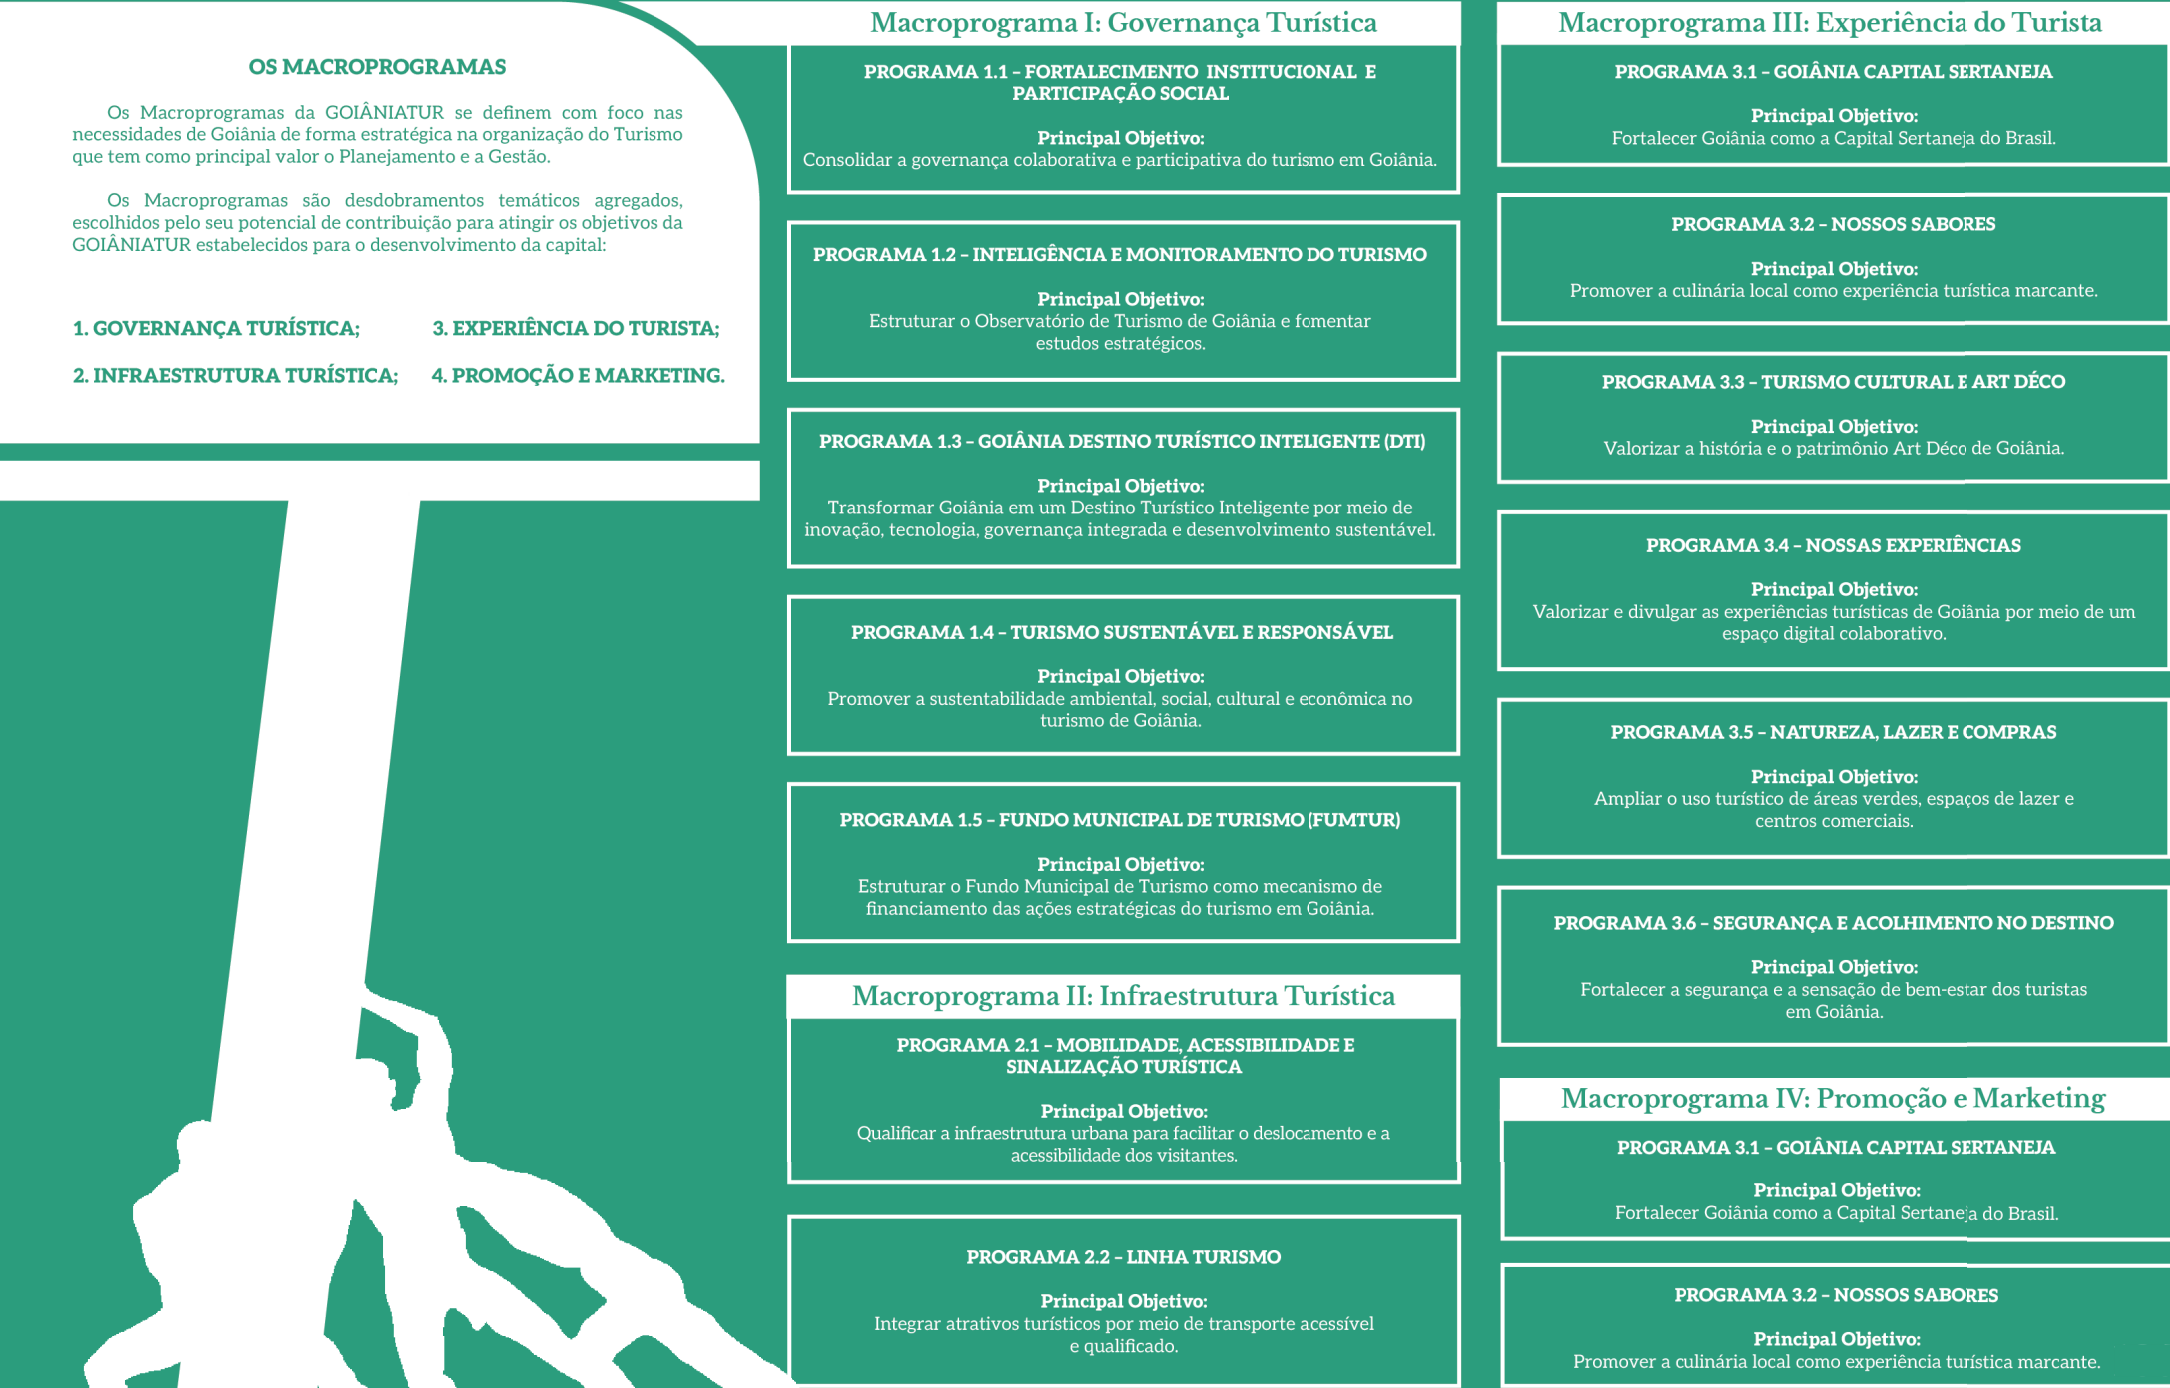 OS MACROPROGRAMAS
Os Macroprogramas da GOIÂNIATUR se definem com foco nas
necessidades de Goiânia de forma estratégica na organização do Turismo
que tem como principal valor o Planejamento e a Gestão.
Os Macroprogramas são desdobramentos temáticos agregados,
escolhidos pelo seu potencial de contribuição para atingir os objetivos da
GOIÂNIATUR estabelecidos para o desenvolvimento da capital:
1. GOVERNANÇA TURÍSTICA;
2. INFRAESTRUTURA TURÍSTICA;
3. EXPERIÊNCIA DO TURISTA;
4. PROMOÇÃO E MARKETING.
Macroprograma I: Governança Turística
PROGRAMA 1.1 – FORTALECIMENTO INSTITUCIONAL E
PARTICIPAÇÃO SOCIAL
Principal Objetivo:
Consolidar a governança colaborativa e participativa do turismo em Goiânia.
PROGRAMA 1.2 – INTELIGÊNCIA E MONITORAMENTO DO TURISMO
Principal Objetivo:
Estruturar o Observatório de Turismo de Goiânia e fomentar
estudos estratégicos.
PROGRAMA 1.3 – GOIÂNIA DESTINO TURÍSTICO INTELIGENTE (DTI)
Principal Objetivo:
Transformar Goiânia em um Destino Turístico Inteligente por meio de
inovação, tecnologia, governança integrada e desenvolvimento sustentável.
PROGRAMA 1.4 – TURISMO SUSTENTÁVEL E RESPONSÁVEL
Principal Objetivo:
Promover a sustentabilidade ambiental, social, cultural e econômica no
turismo de Goiânia.
PROGRAMA 1.5 – FUNDO MUNICIPAL DE TURISMO (FUMTUR)
Principal Objetivo:
Estruturar o Fundo Municipal de Turismo como mecanismo de
financiamento das ações estratégicas do turismo em Goiânia.
Macroprograma II: Infraestrutura Turística
PROGRAMA 2.1 – MOBILIDADE, ACESSIBILIDADE E
SINALIZAÇÃO TURÍSTICA
Principal Objetivo:
Qualificar a infraestrutura urbana para facilitar o deslocamento e a
acessibilidade dos visitantes.
PROGRAMA 2.2 – LINHA TURISMO
Principal Objetivo:
Integrar atrativos turísticos por meio de transporte acessível
e qualificado.
Macroprograma III: Experiência do Turista
PROGRAMA 3.1 – GOIÂNIA CAPITAL SERTANEJA
Principal Objetivo:
Fortalecer Goiânia como a Capital Sertaneja do Brasil.
PROGRAMA 3.2 – NOSSOS SABORES
Principal Objetivo:
Promover a culinária local como experiência turística marcante.
PROGRAMA 3.3 – TURISMO CULTURAL E ART DÉCO
Principal Objetivo:
Valorizar a história e o patrimônio Art Déco de Goiânia.
PROGRAMA 3.4 – NOSSAS EXPERIÊNCIAS
Principal Objetivo:
Valorizar e divulgar as experiências turísticas de Goiânia por meio de um
espaço digital colaborativo.
PROGRAMA 3.5 – NATUREZA, LAZER E COMPRAS
Principal Objetivo:
Ampliar o uso turístico de áreas verdes, espaços de lazer e
centros comerciais.
PROGRAMA 3.6 – SEGURANÇA E ACOLHIMENTO NO DESTINO
Principal Objetivo:
Fortalecer a segurança e a sensação de bem-estar dos turistas
em Goiânia.
Macroprograma IV: Promoção e Marketing
PROGRAMA 3.1 – GOIÂNIA CAPITAL SERTANEJA
Principal Objetivo:
Fortalecer Goiânia como a Capital Sertaneja do Brasil.
PROGRAMA 3.2 – NOSSOS SABORES
Principal Objetivo:
Promover a culinária local como experiência turística marcante.